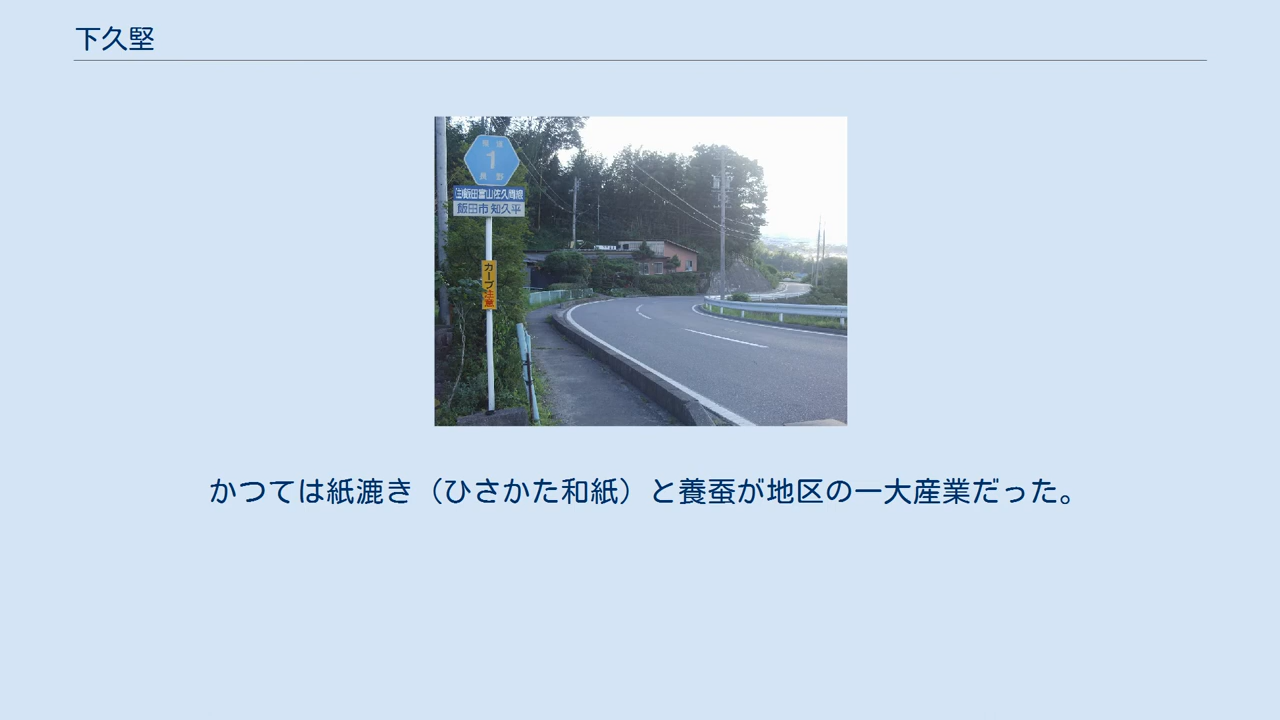 下久堅
県道
1
長野
(主)飯田富山佐久間線
飯田市 知久平
カーブ注意
かつては紙漉き（ひさかた和紙）と養蚕が地区の一大産業だった。